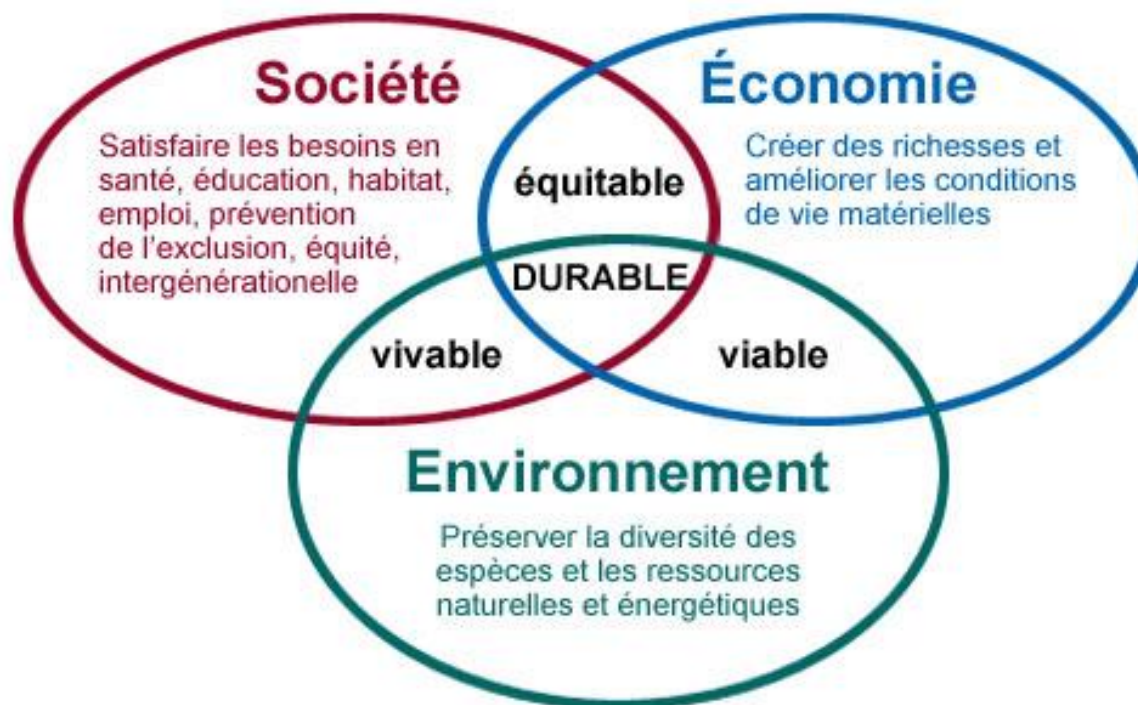 Société
Satisfaire les besoins en
santé, éducation, habitat,
emploi, prévention
de l'exclusion, équité,
intergénérationelle
Économie
Créer des richesses et
améliorer les conditions
de vie matérielles
équitable
DURABLE
vivable
viable
Environnement
Préserver la diversité des
espèces et les ressources
naturelles et énergétiques